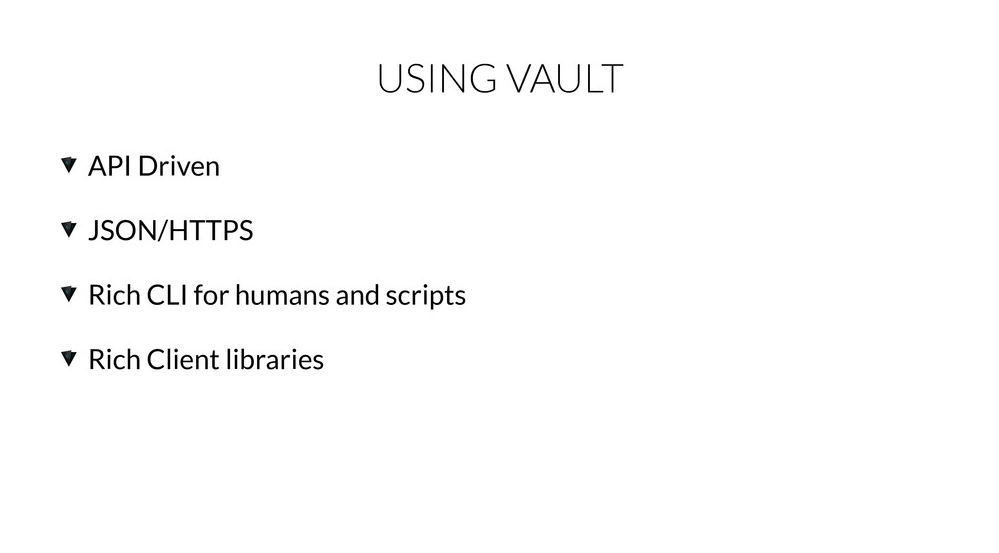 USING VAULT
API Driven
JSON/HTTPS
Rich CLI for humans and scripts
Rich Client libraries